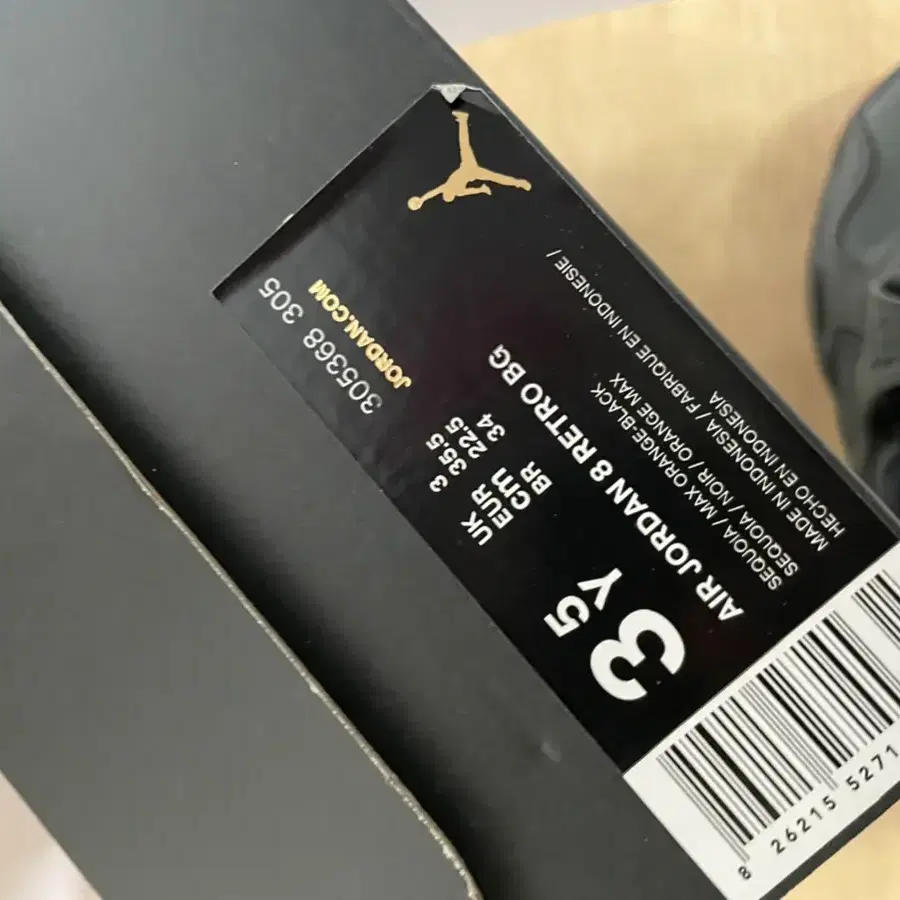 305368 305
JORDAN.COM
UK 3
EUR 35.5
CM 22.5
BR 34
3.5Y
AIR JORDAN 8 RETRO BG
SEQUOIA / MAX ORANGE-BLACK
SEQUOIA / NOIR / ORANGE MAX
MADE IN INDONESIA / FABRIQUE EN INDONESIE /
HECHO EN INDONESIA
8 26215 5271